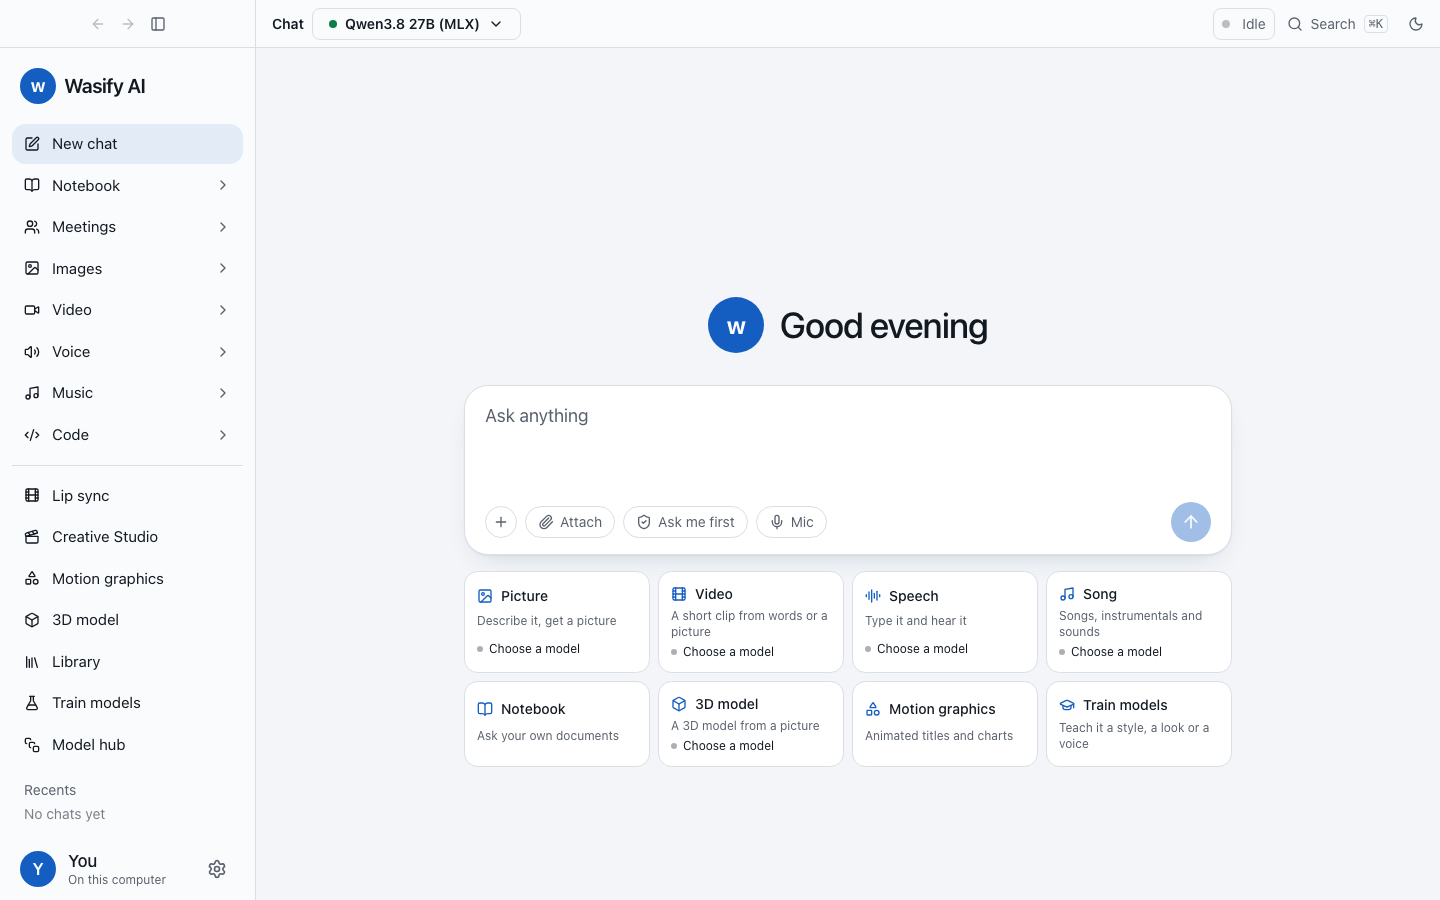 Chat
Qwen3.8 27B (MLX)
Idle
Search
⌘K
W
Wasify AI
New chat
Notebook
Meetings
Images
Video
Voice
Music
Code
Lip sync
Creative Studio
Motion graphics
3D model
Library
Train models
Model hub
Recents
No chats yet
Y
You
On this computer
W
Good evening
Ask anything
Attach
Ask me first
Mic
Picture
Describe it, get a picture
Choose a model
Video
A short clip from words or a
picture
Choose a model
Speech
Type it and hear it
Choose a model
Song
Songs, instrumentals and
sounds
Choose a model
Notebook
Ask your own documents
3D model
A 3D model from a picture
Choose a model
Motion graphics
Animated titles and charts
Train models
Teach it a style, a look or a
voice